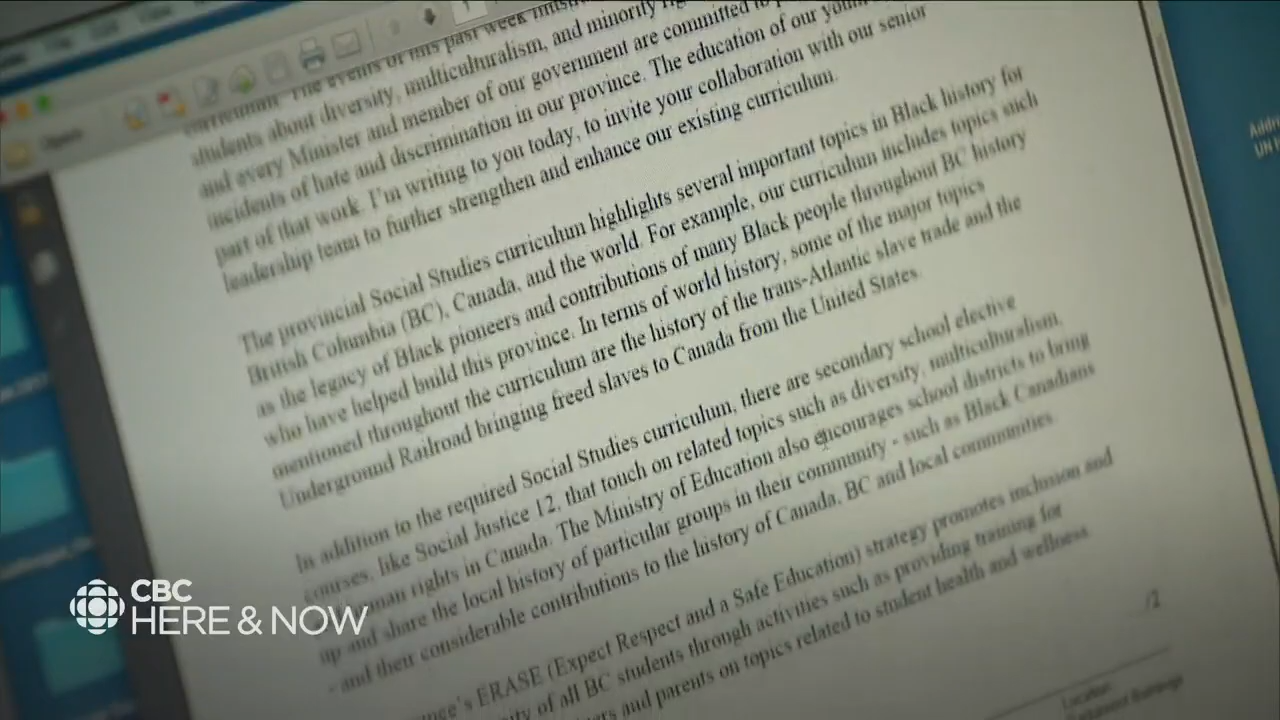 The events of this past week
students about diversity, multiculturalism, and minority
and every Minister and member of our government are committed to
incidents of hate and discrimination in our province. The education of our
part of that work. I'm writing to you today, to invite your collaboration with our senior
leadership team to further strengthen and enhance our existing curriculum.
The provincial Social Studies curriculum highlights several important topics in Black history for
British Columbia (BC), Canada, and the world. For example, our curriculum includes topics such
as the legacy of Black pioneers and contributions of many Black people throughout BC history
who have helped build this province. In terms of world history, some of the major topics
mentioned throughout the curriculum are the history of the trans-Atlantic slave trade and the
Underground Railroad bringing freed slaves to Canada from the United States.
In addition to the required Social Studies curriculum, there are secondary school elective
courses, like Social Justice 12, that touch on related topics such as diversity, multiculturalism,
rights in Canada. The Ministry of Education also encourages school districts to bring
up and share the local history of particular groups in their community - such as Black Canadians
- and their considerable contributions to the history of Canada, BC and local communities.
ERASE (Expect Respect and a Safe Education) strategy promotes inclusion and
of all BC students through activities such as providing training for
and parents on topics related to student health and wellness
/2
Location
CBC
HERE & NOW